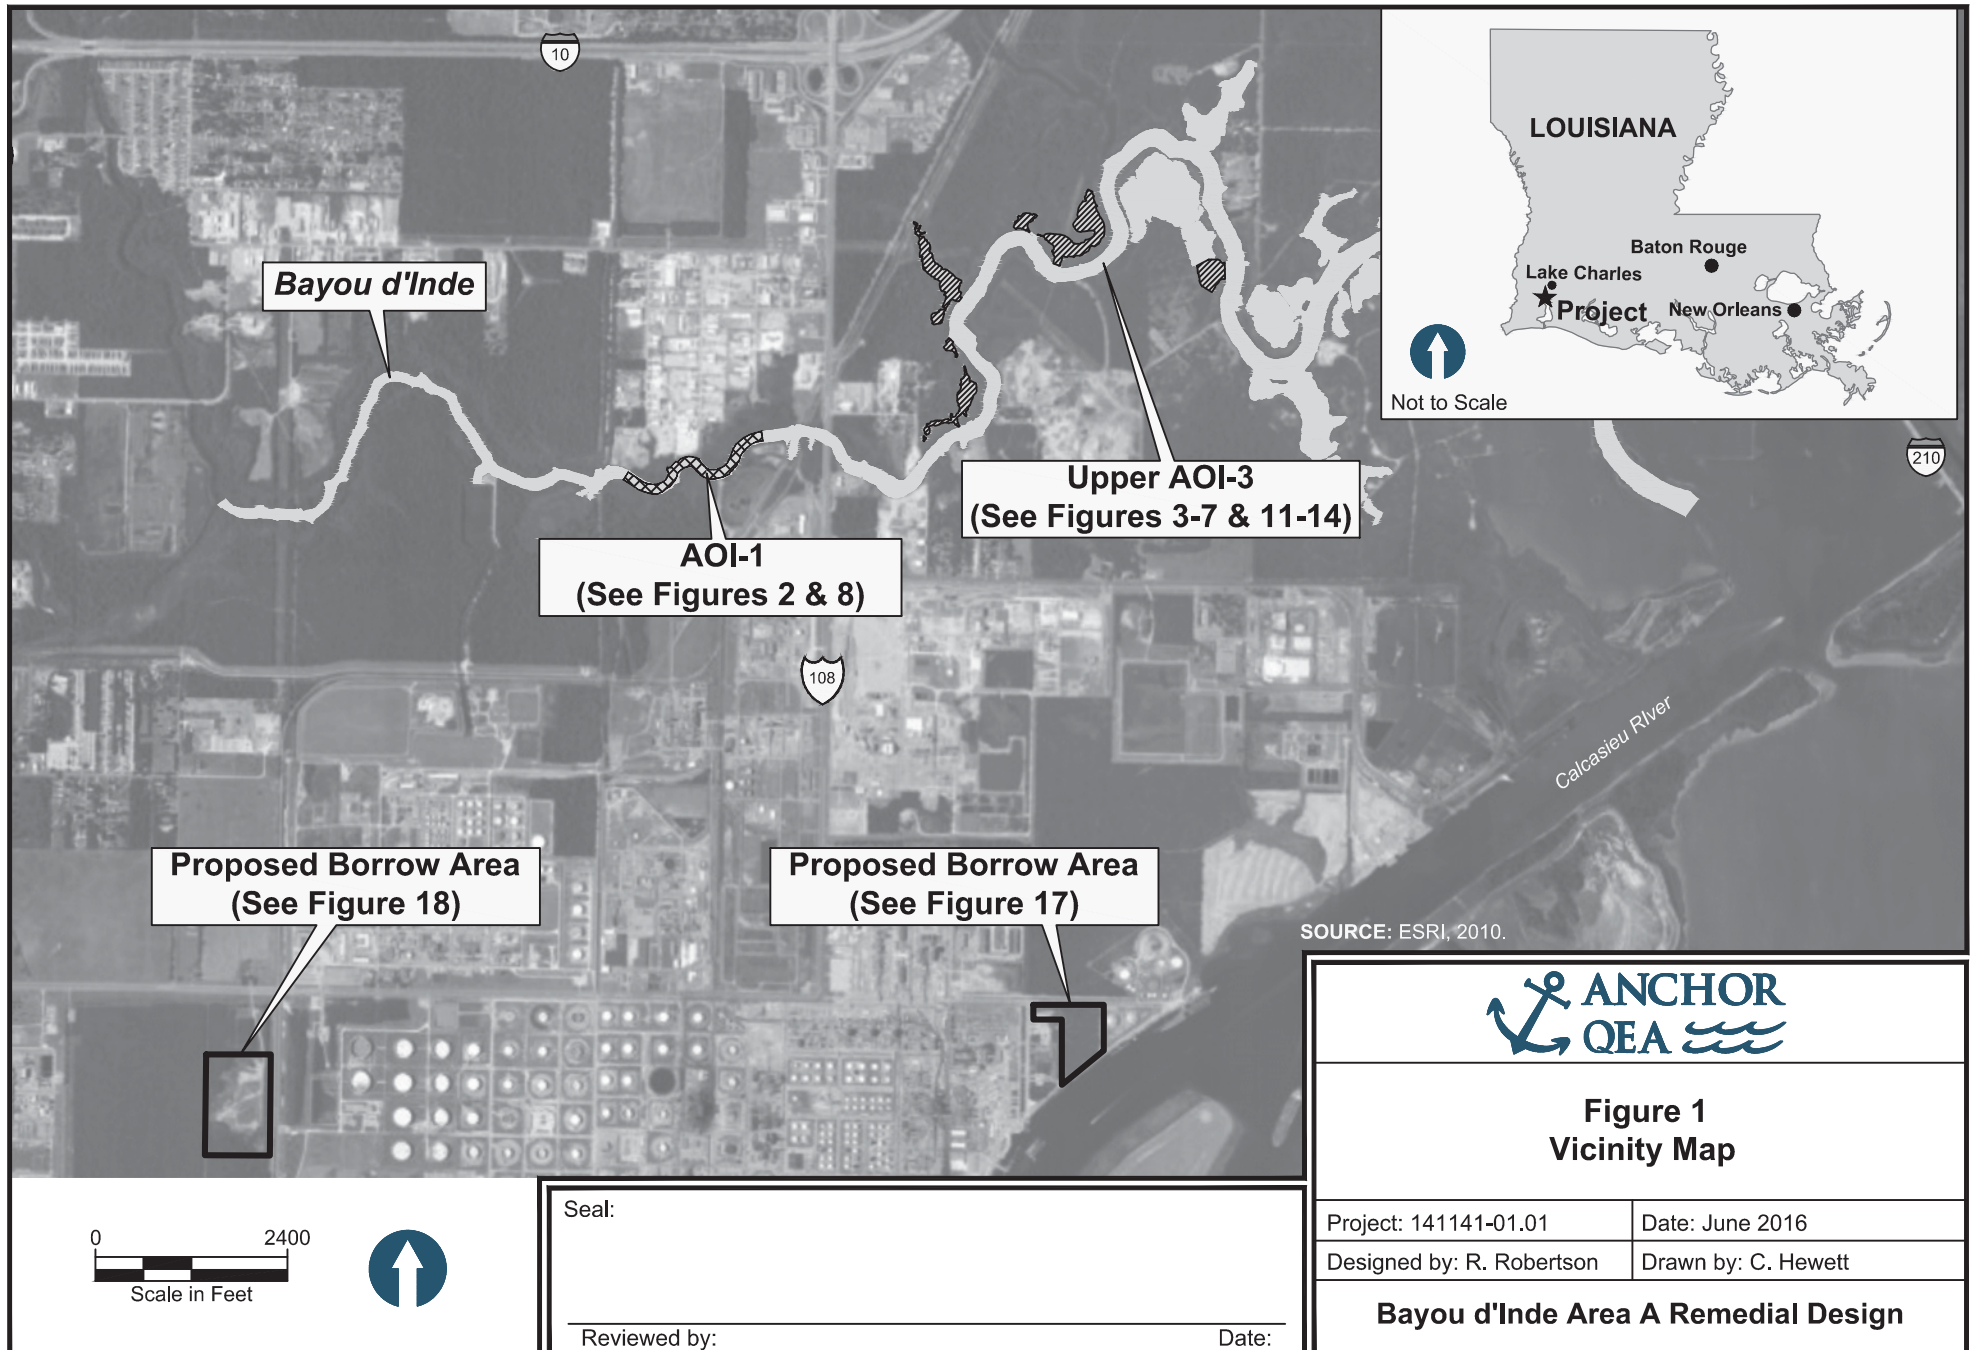 10
LOUISIANA
Baton Rouge
Lake Charles
Project
New Orleans
Not to Scale
Bayou d'Inde
210
Upper AOI-3
(See Figures 3-7 & 11-14)
AOI-1
(See Figures 2 & 8)
108
Calcasieu RIver
Proposed Borrow Area
(See Figure 18)
Proposed Borrow Area
(See Figure 17)
SOURCE: ESRI, 2010.
ANCHOR
QEA
Figure 1
Vicinity Map
Project: 141141-01.01
Date: June 2016
Designed by: R. Robertson
Drawn by: C. Hewett
Bayou d'Inde Area A Remedial Design
Seal:
Reviewed by:
Date:
0 2400
Scale in Feet